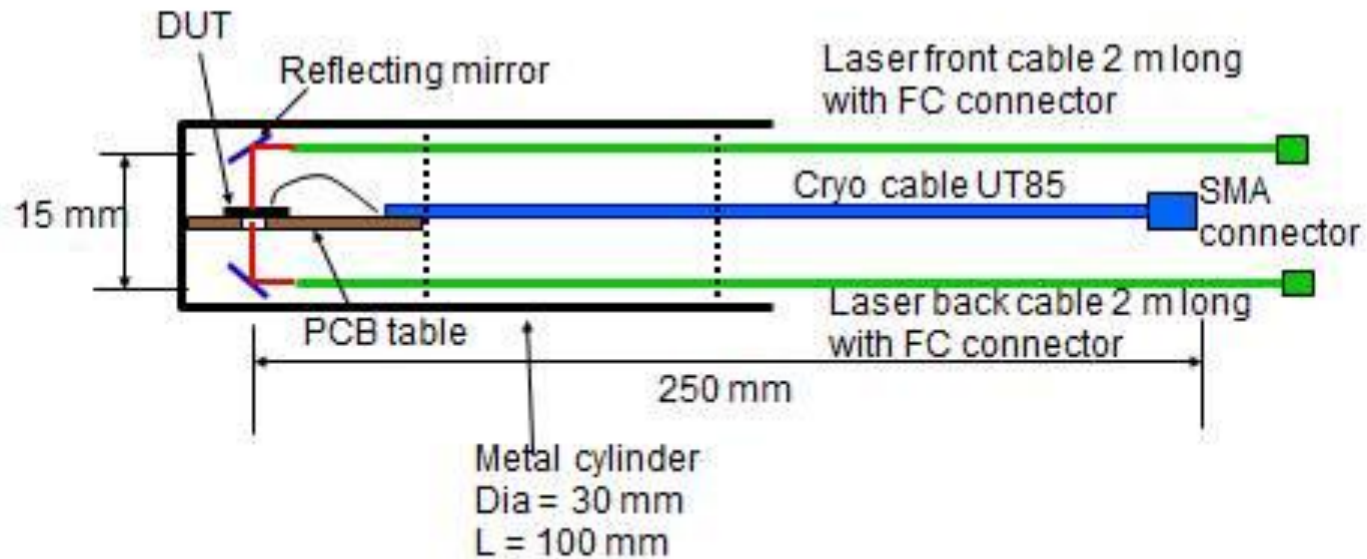 DUT
Reflecting mirror
Laser front cable 2 m long
with FC connector
Cryo cable UT85
SMA
connector
15 mm
PCB table
Laser back cable 2 m long
with FC connector
250 mm
Metal cylinder
Dia = 30 mm
L = 100 mm